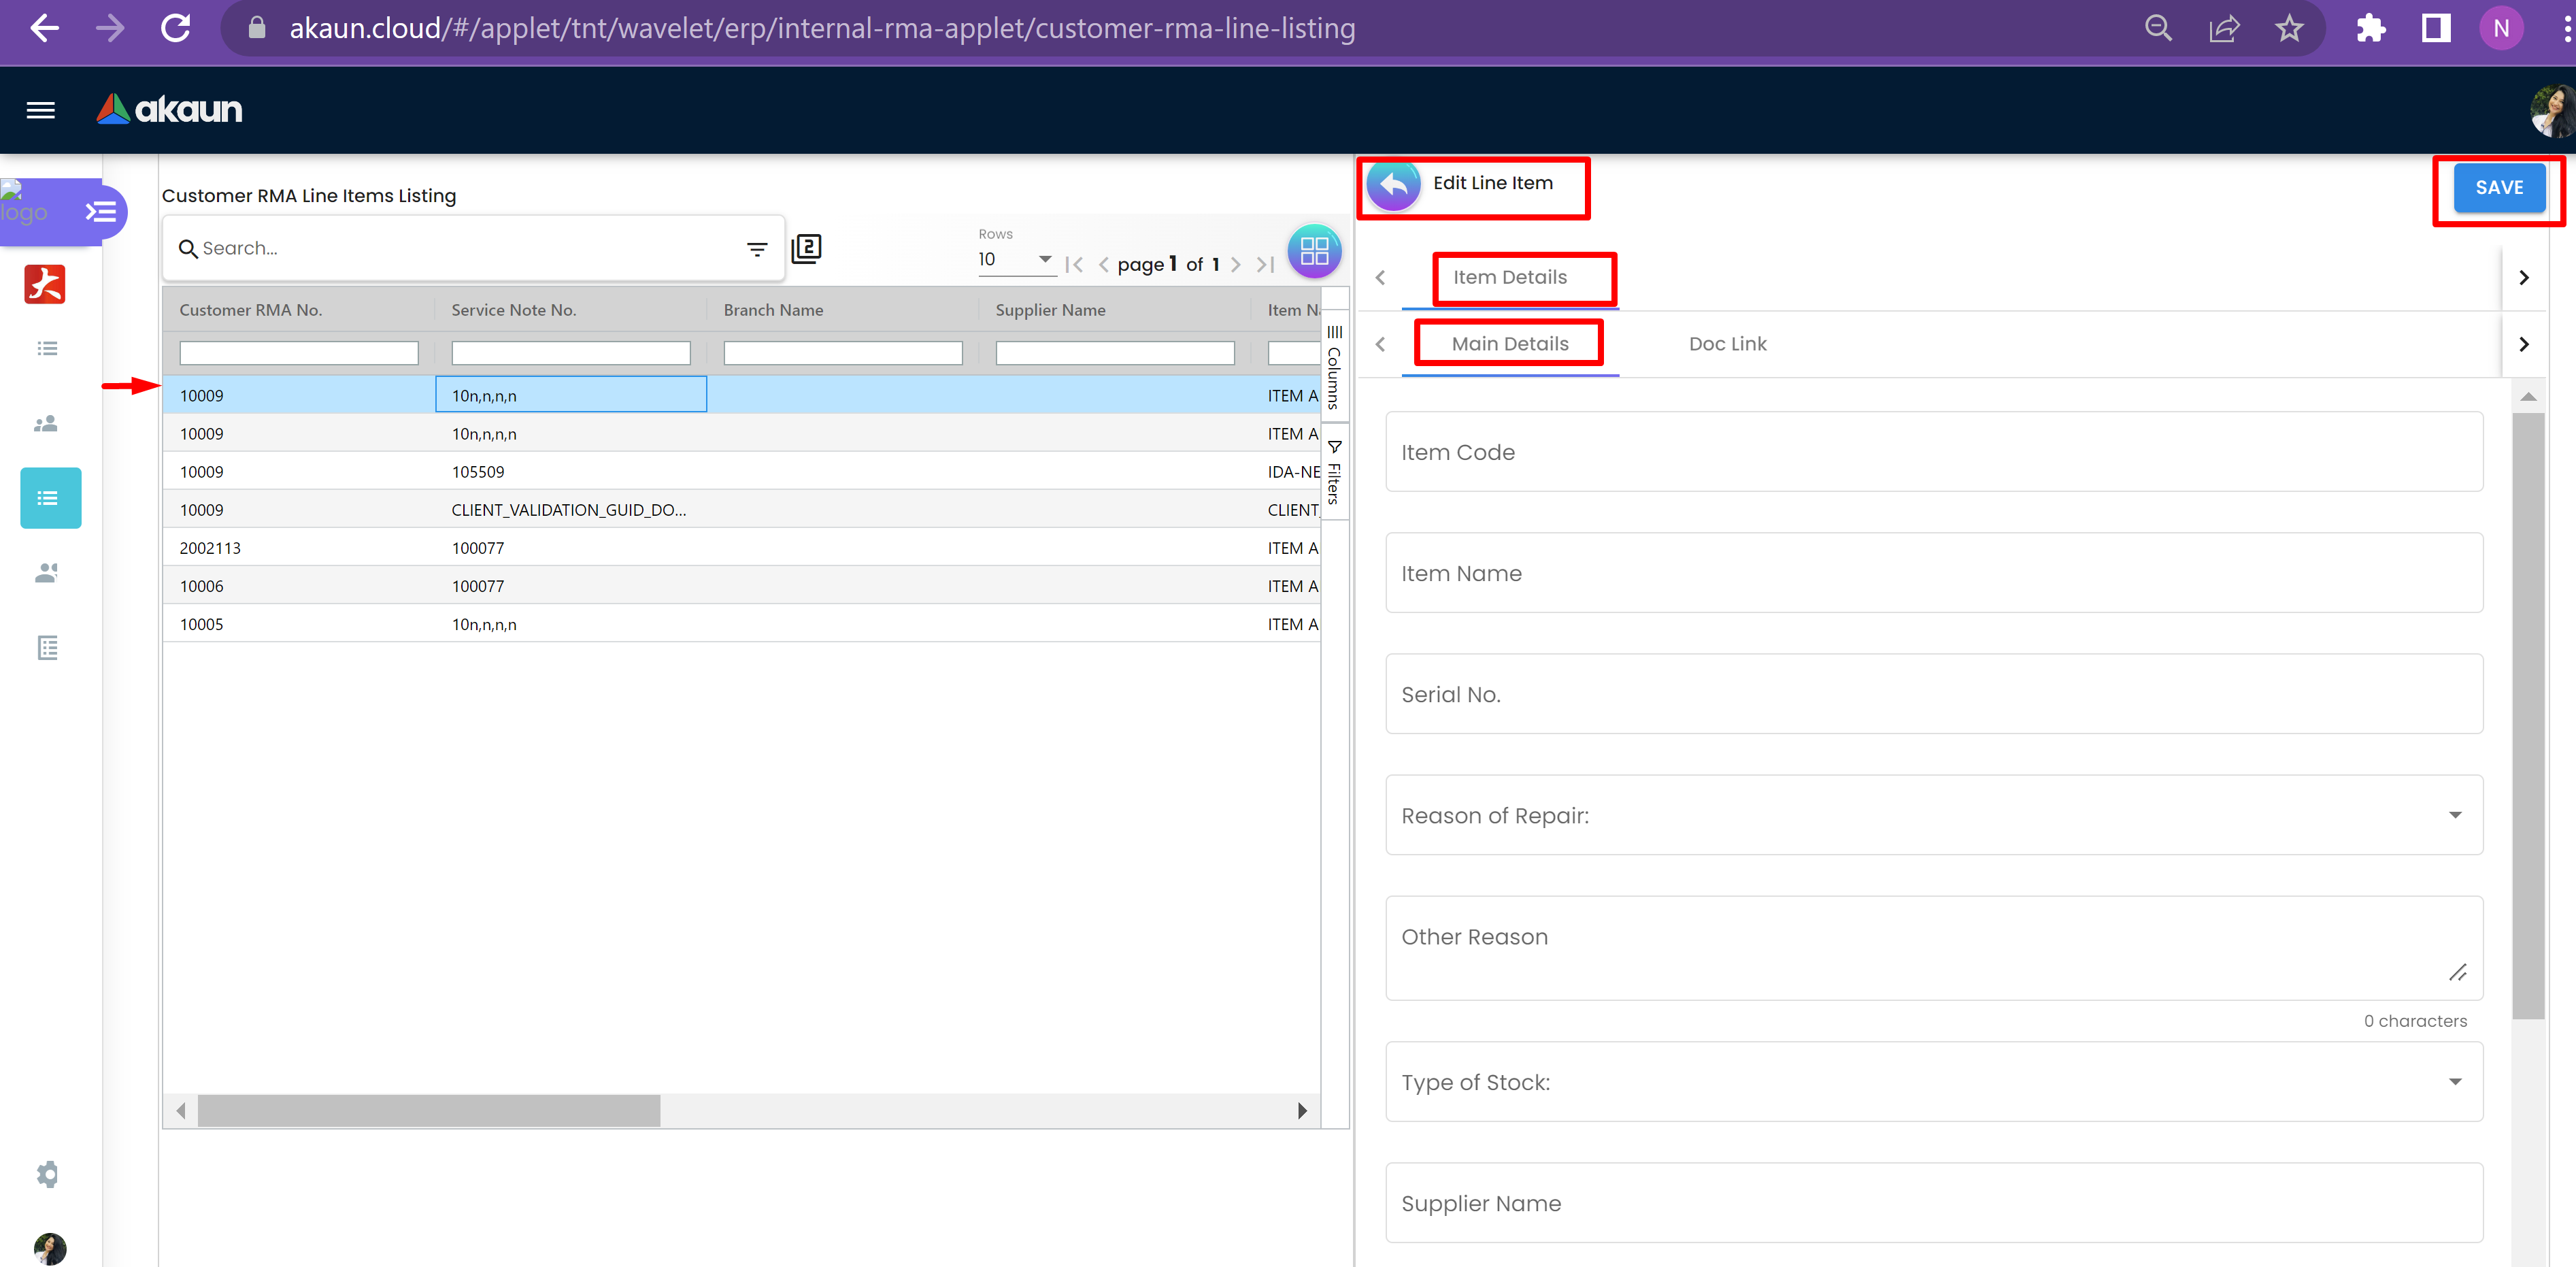 akaun.cloud/#/applet/tnt/wavelet/erp/internal-rma-applet/customer-rma-line-listing
N
akaun
logo
Customer RMA Line Items Listing
Search...
2
Rows
10
page 1 of 1
Customer RMA No. Service Note No. Branch Name Supplier Name Item N
10009 10n,n,n,n ITEM A
10009 10n,n,n,n ITEM A
10009 105509 IDA-NE
10009 CLIENT_VALIDATION_GUID_DO... CLIENT_
2002113 100077 ITEM A
10006 100077 ITEM A
10005 10n,n,n,n ITEM A
Columns
Filters
Edit Line Item
SAVE
Item Details
Main Details Doc Link
Item Code
Item Name
Serial No.
Reason of Repair:
Other Reason
0 characters
Type of Stock:
Supplier Name